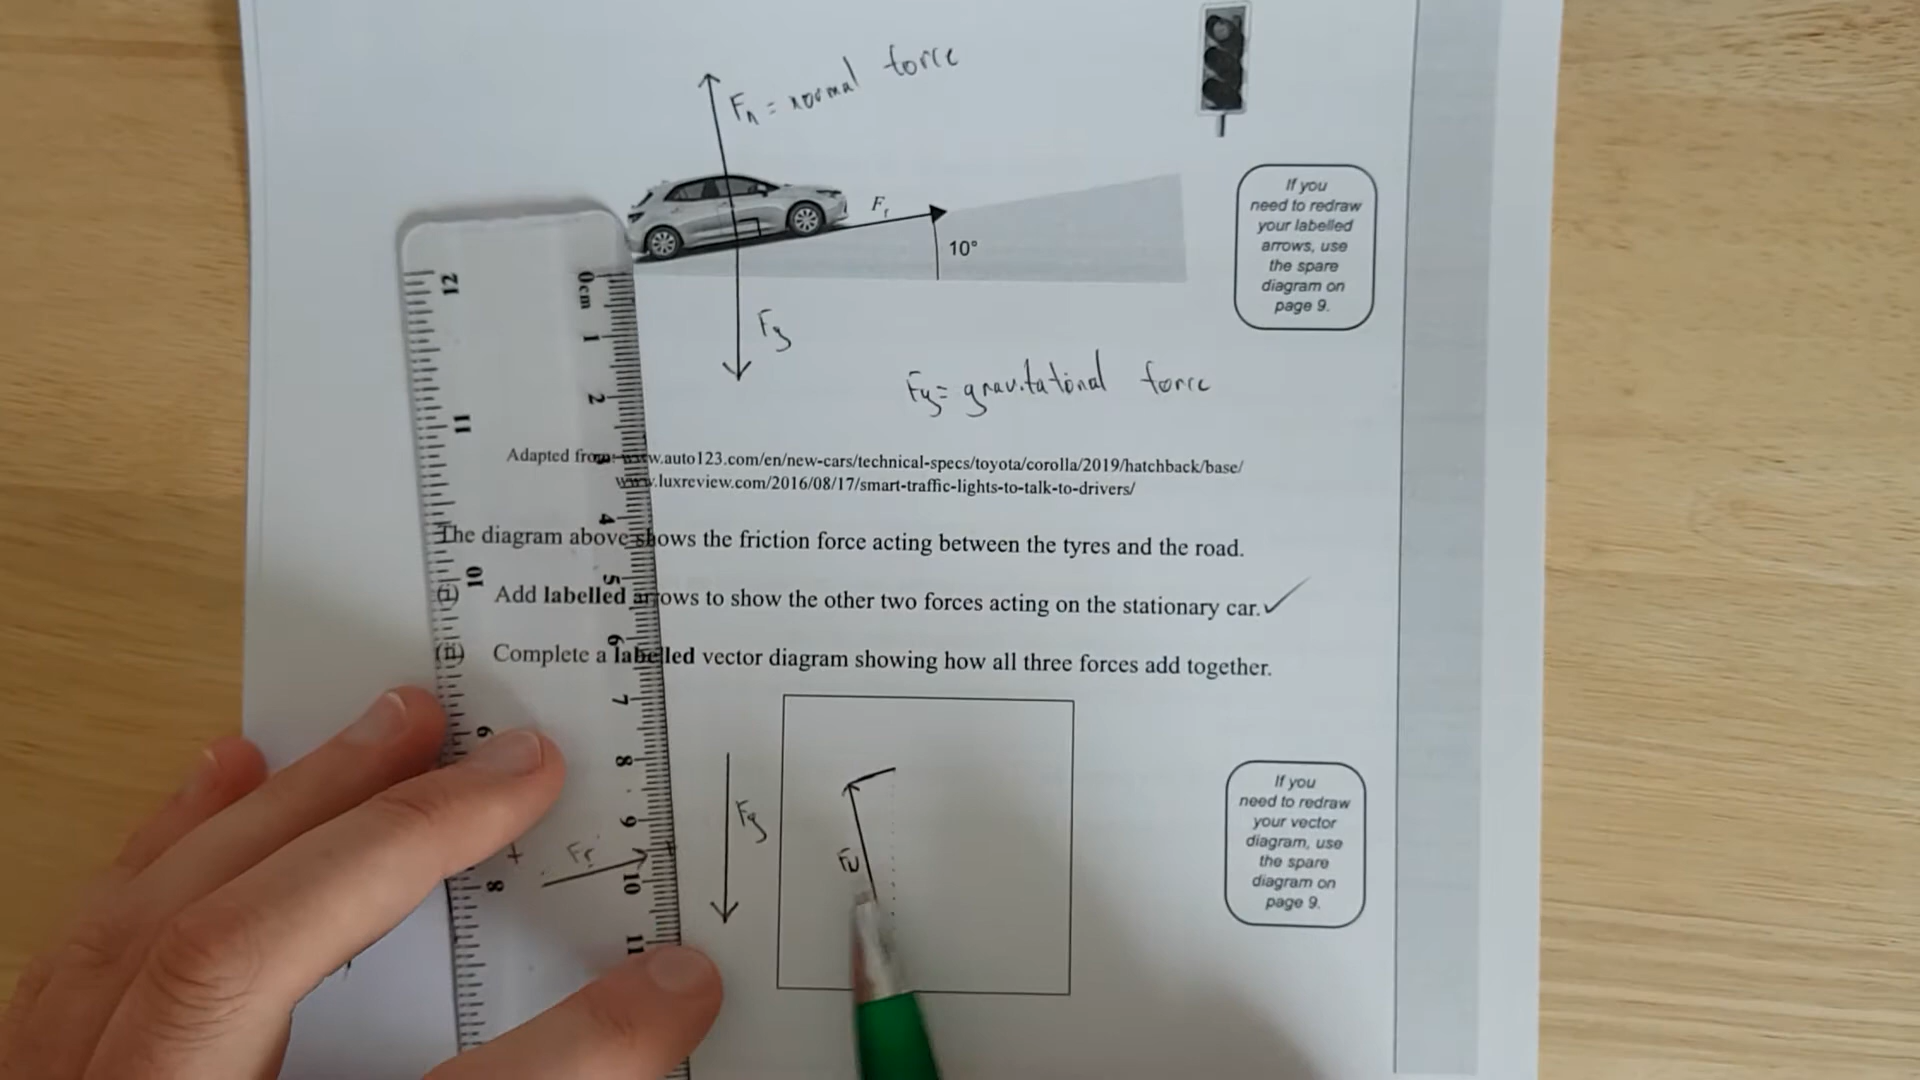 Fn = normal force
Fr
10°
Fg
Fg = gravitational force
If you
need to redraw
your labelled
arrows, use
the spare
diagram on
page 9.
Adapted from: www.auto123.com/en/new-cars/technical-specs/toyota/corolla/2019/hatchback/base/
www.luxreview.com/2016/08/17/smart-traffic-lights-to-talk-to-drivers/
The diagram above shows the friction force acting between the tyres and the road.
(i) Add labelled arrows to show the other two forces acting on the stationary car. ✓
(ii) Complete a labelled vector diagram showing how all three forces add together.
+ Fr
Fg
If you
need to redraw
your vector
diagram, use
the spare
diagram on
page 9.
0cm 1 2 4 5 6 7 8 9 10 11
12 11 10 9 8